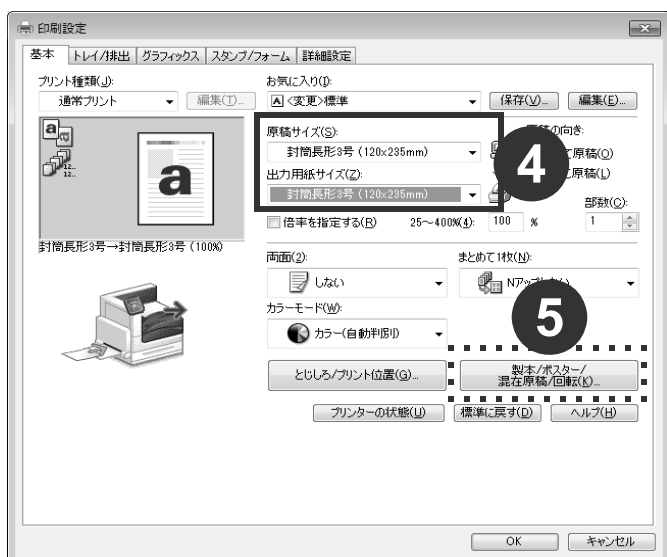 印刷設定
基本 トレイ/排出 グラフィックス スタンプ/フォーム 詳細設定
プリント種類(J):
通常プリント
編集(T)...
お気に入り(I):
A <変更>標準
保存(V)...
編集(E)...
原稿サイズ(S):
封筒長形3号 (120x235mm)
出力用紙サイズ(Z):
封筒長形3号 (120x235mm)
4
の向き:
原稿(O)
原稿(L)
部数(C):
1
倍率を指定する(R)
25~400%(4):
100 %
a
12..
12..
a
封筒長形3号→封筒長形3号 (100%)
両面(2):
しない
まとめて1枚(N):
カラーモード(W):
カラー(自動判別)
5
とじしろ/プリント位置(G)...
製本/ポスター/
混在原稿/回転(K)...
プリンターの状態(U)
標準に戻す(D)
ヘルプ(H)
OK
キャンセル